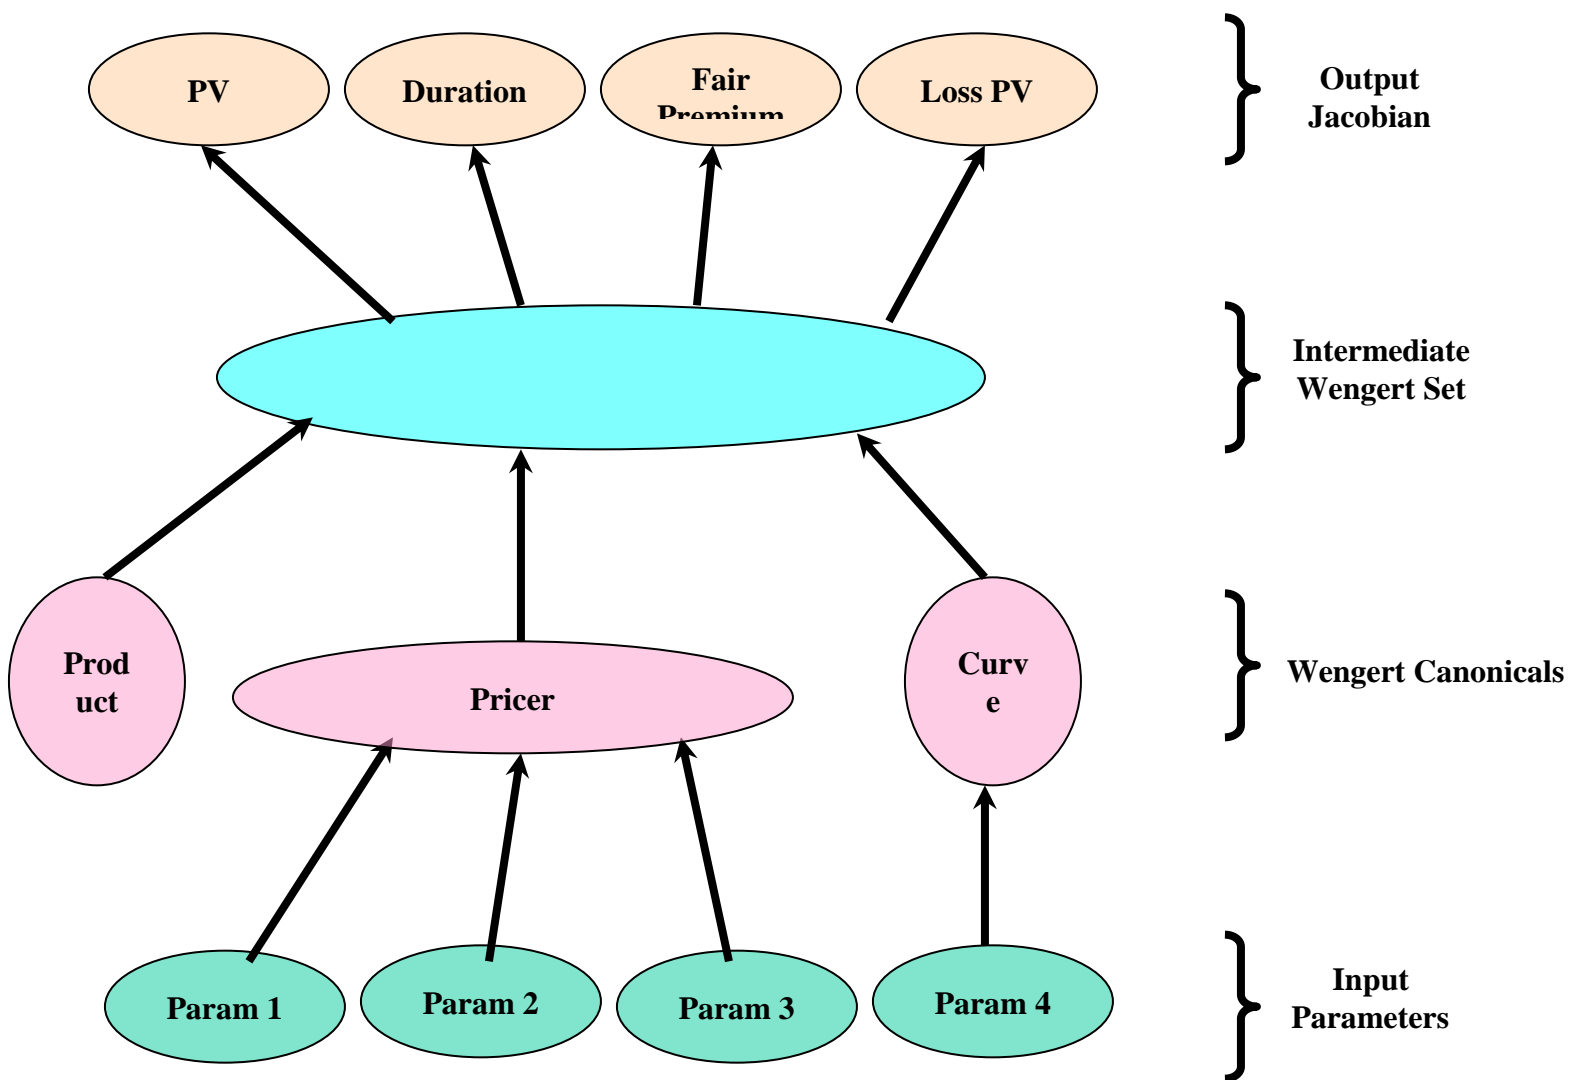 PV
Duration
Fair
Premium
Loss PV
Output
Jacobian
Intermediate
Wengert Set
Prod
uct
Pricer
Curv
e
Wengert Canonicals
Param 1
Param 2
Param 3
Param 4
Input
Parameters